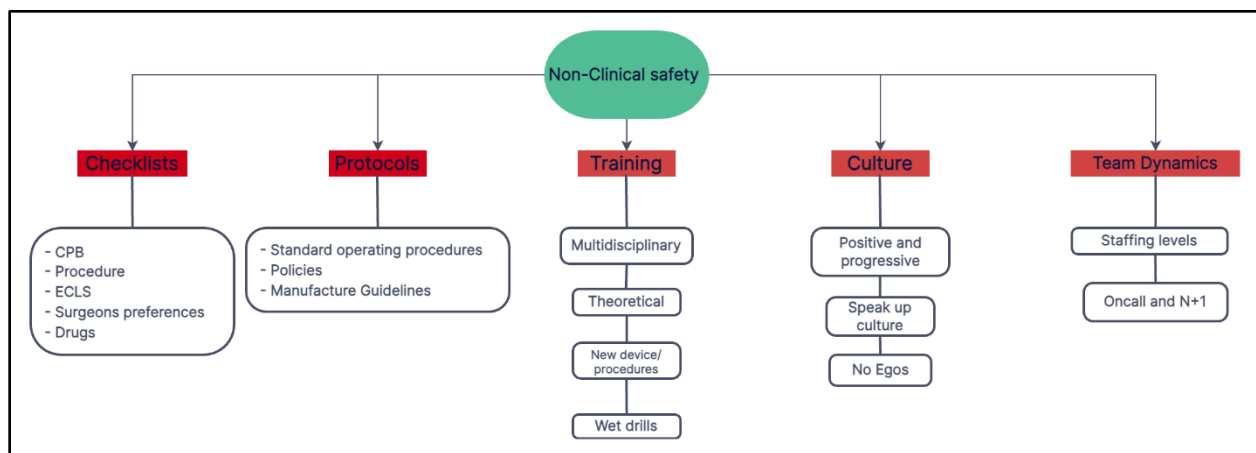 Non-Clinical safety
Checklists
Protocols
Training
Culture
Team Dynamics
- CPB
- Procedure
- ECLS
- Surgeons preferences
- Drugs
- Standard operating procedures
- Policies
- Manufacture Guidelines
Multidisciplinary
Theoretical
New device/
procedures
Wet drills
Positive and
progressive
Speak up
culture
No Egos
Staffing levels
Oncall and N+1